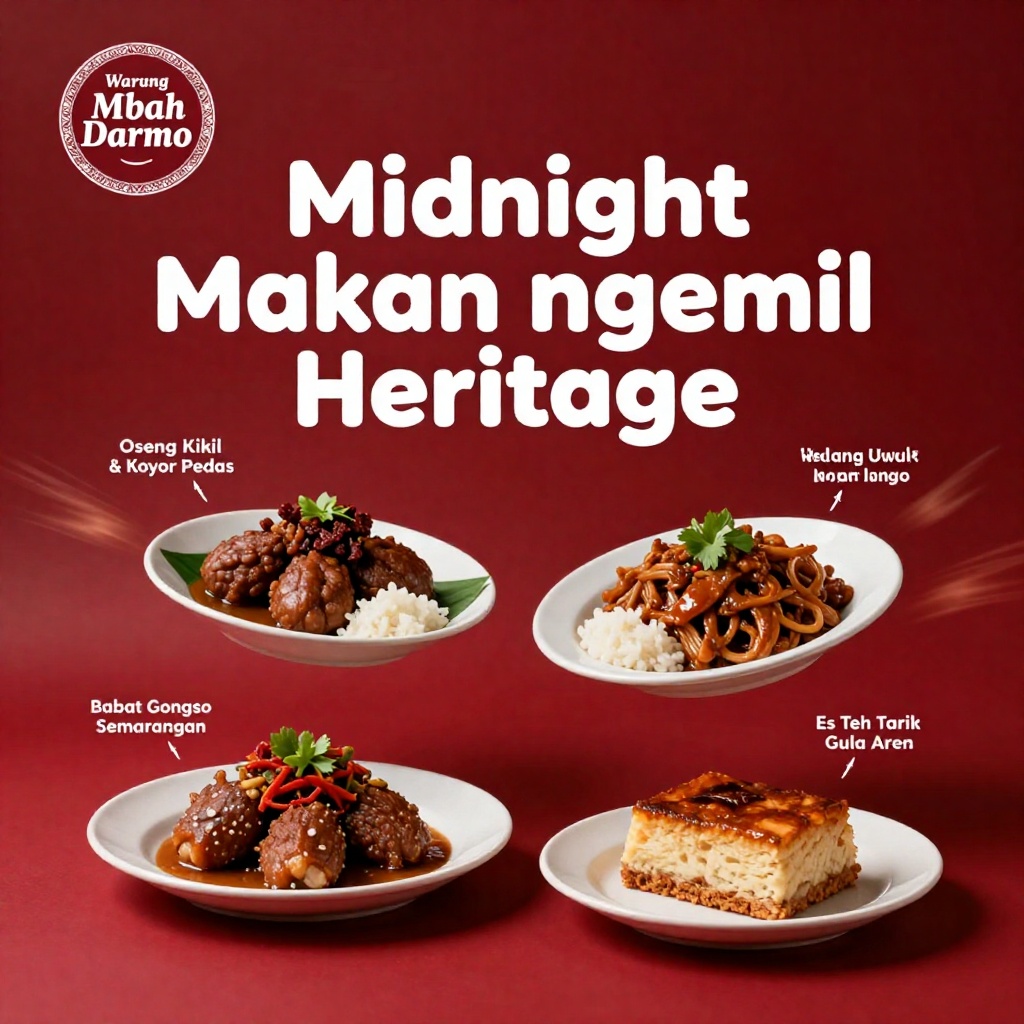 Warung
Mbah
Darmo
Midnight
Makan ngemil
Heritage
Oseng Kikil
& Koyor Pedas
Uwuk
Babat Gongso
Semarangan
Es Teh Tarik
Gula Aren